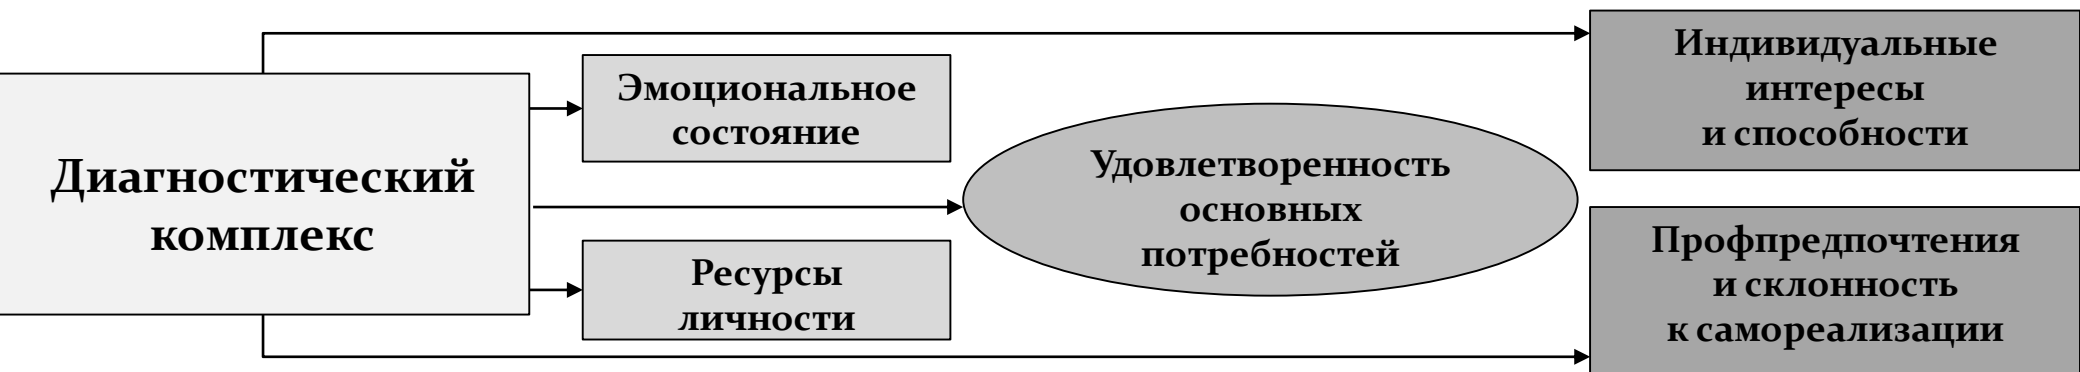 Диагностический
комплекс
Эмоциональное
состояние
Ресурсы
личности
Удовлетворенность
основных
потребностей
Индивидуальные
интересы
и способности
Профпредпочтения
и склонность
к самореализации